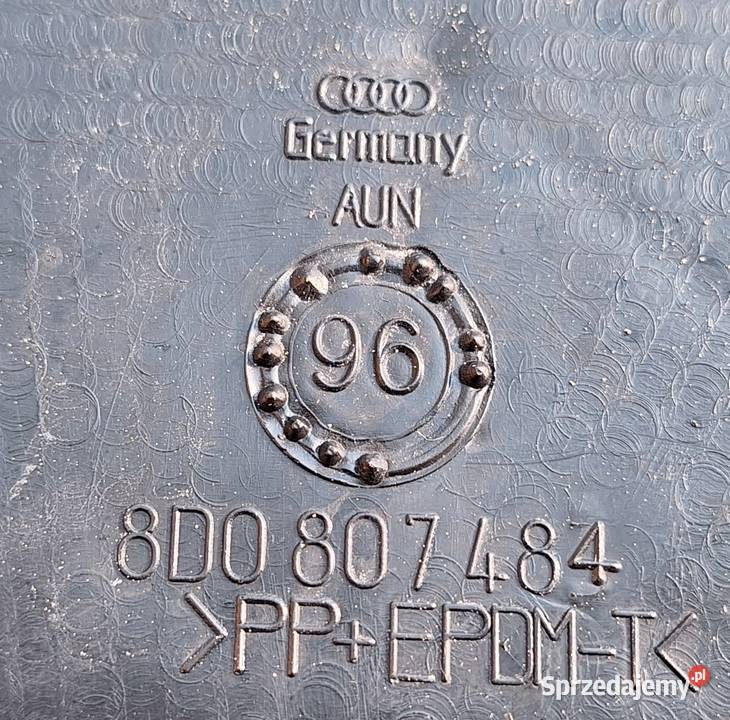 Germany
AUN
96
8D0 807 484
>PP+EPDM-T<
Sprzedajemy.pl